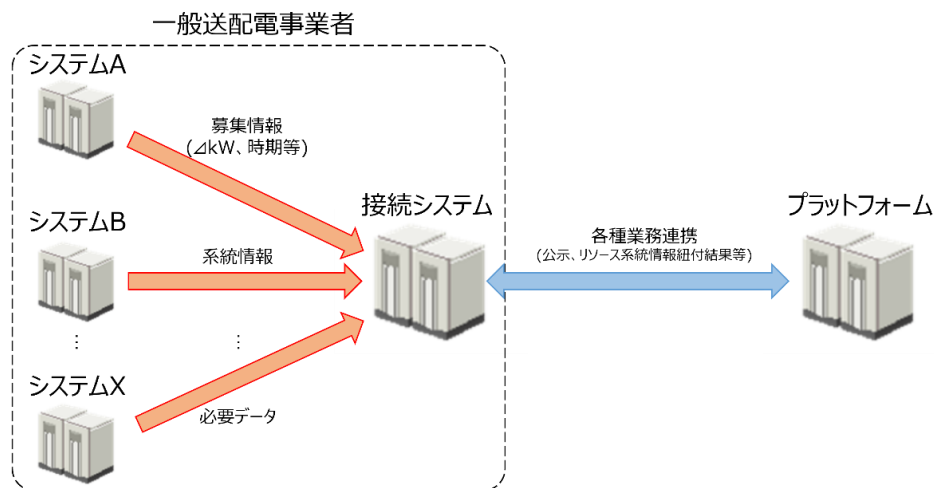 一般送配電事業者
システムA
募集情報
(⊿kW、時期等)
システムB
系統情報
接続システム
各種業務連携
(公示、リソース系統情報紐付結果等)
プラットフォーム
…
…
システムX
必要データ